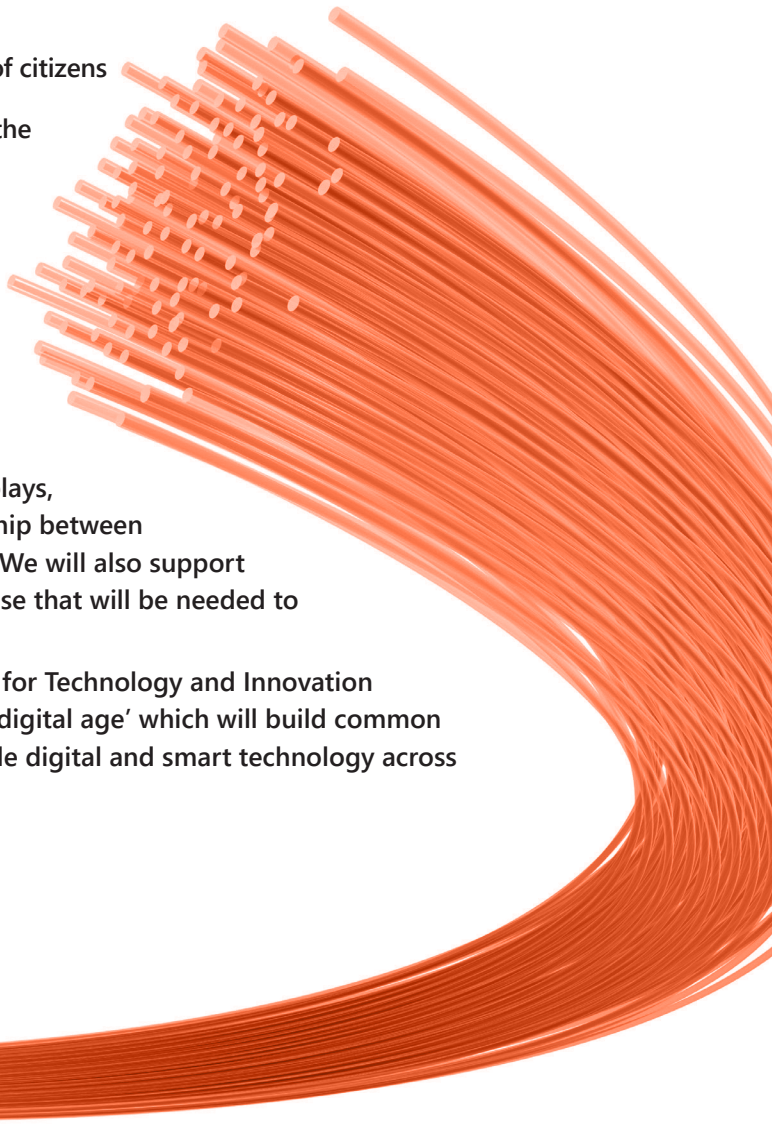 of citizens
the
lays,
hip between
We will also support
se that will be needed to
for Technology and Innovation
digital age’ which will build common
le digital and smart technology across